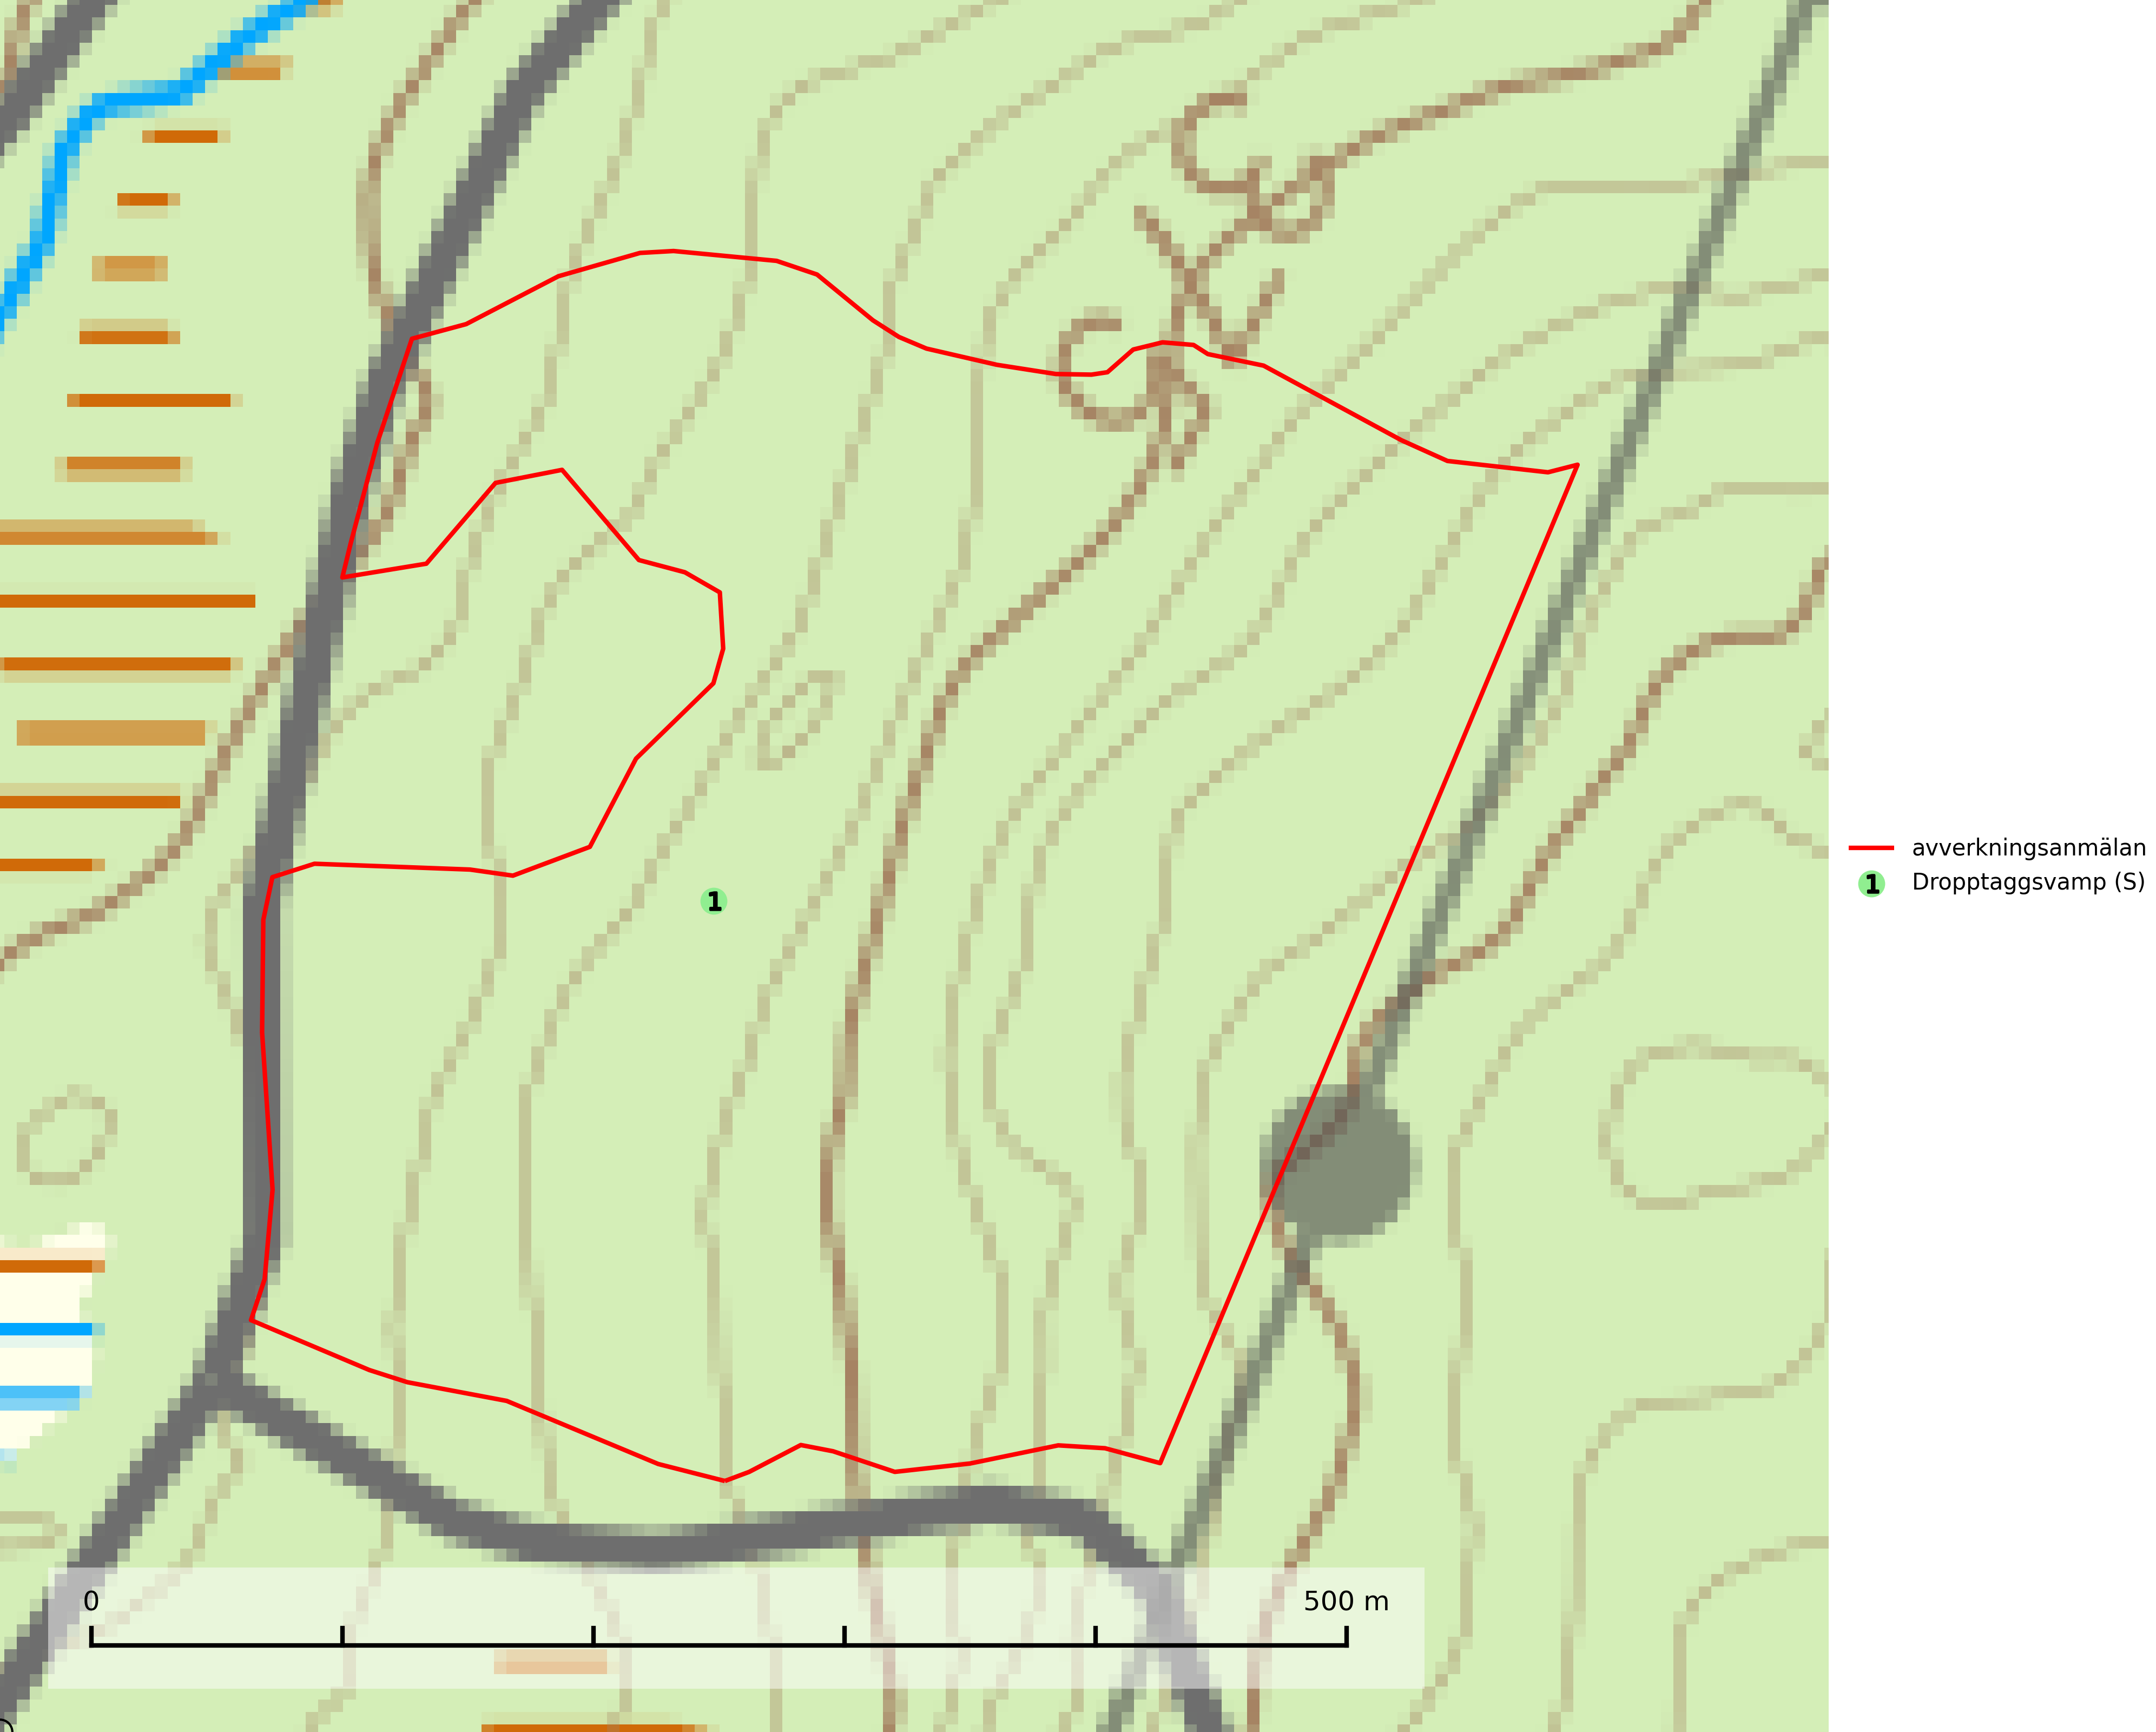 avverkningsanmälan
1 Dropptaggsvamp (S)
1
0 500 m